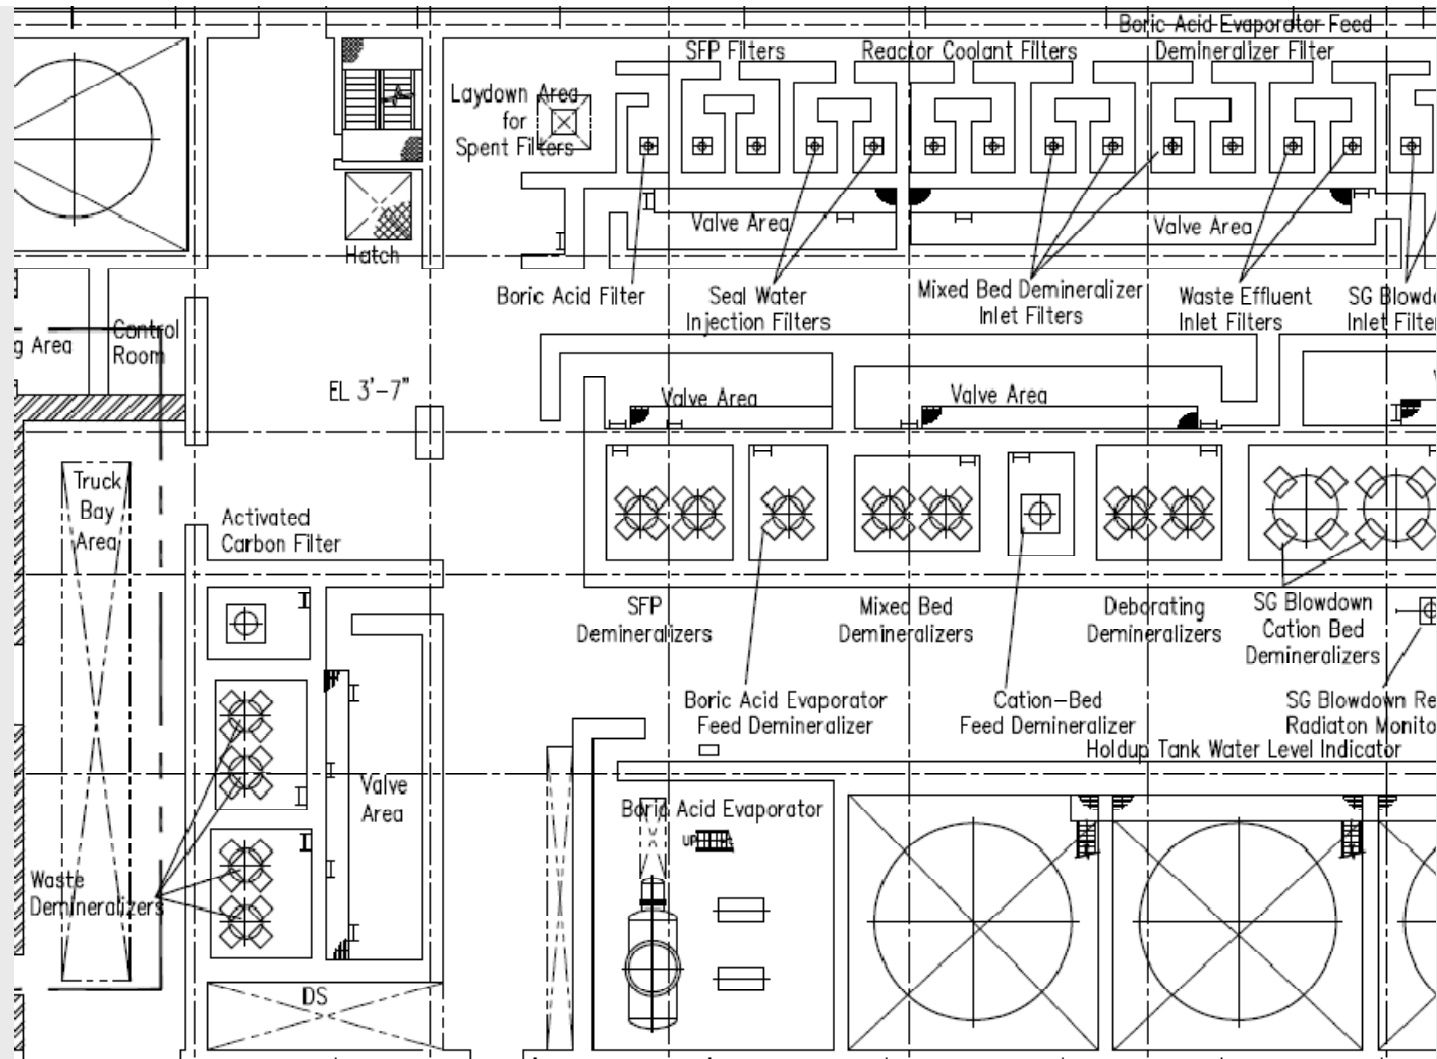 Boric Acid Evaporator Feed
Demineralizer Filter
SFP Filters
Reactor Coolant Filters
Laydown Area
for
Spent Filters
Hatch
Valve Area
Valve Area
Boric Acid Filter
Seal Water
Injection Filters
Mixed Bed Demineralizer
Inlet Filters
Waste Effluent
Inlet Filters
SG Blowd
Inlet Filte
Control
Room
g Area
EL 3'-7"
Valve Area
Valve Area
Truck
Bay
Area
Activated
Carbon Filter
SFP
Demineralizers
Mixed Bed
Demineralizers
Deborating
Demineralizers
SG Blowdown
Cation Bed
Demineralizers
Boric Acid Evaporator
Feed Demineralizer
Cation-Bed
Feed Demineralizer
SG Blowdown Re
Radiaton Monito
Holdup Tank Water Level Indicator
Valve
Area
Boric Acid Evaporator
UP
Waste
Demineralizers
DS